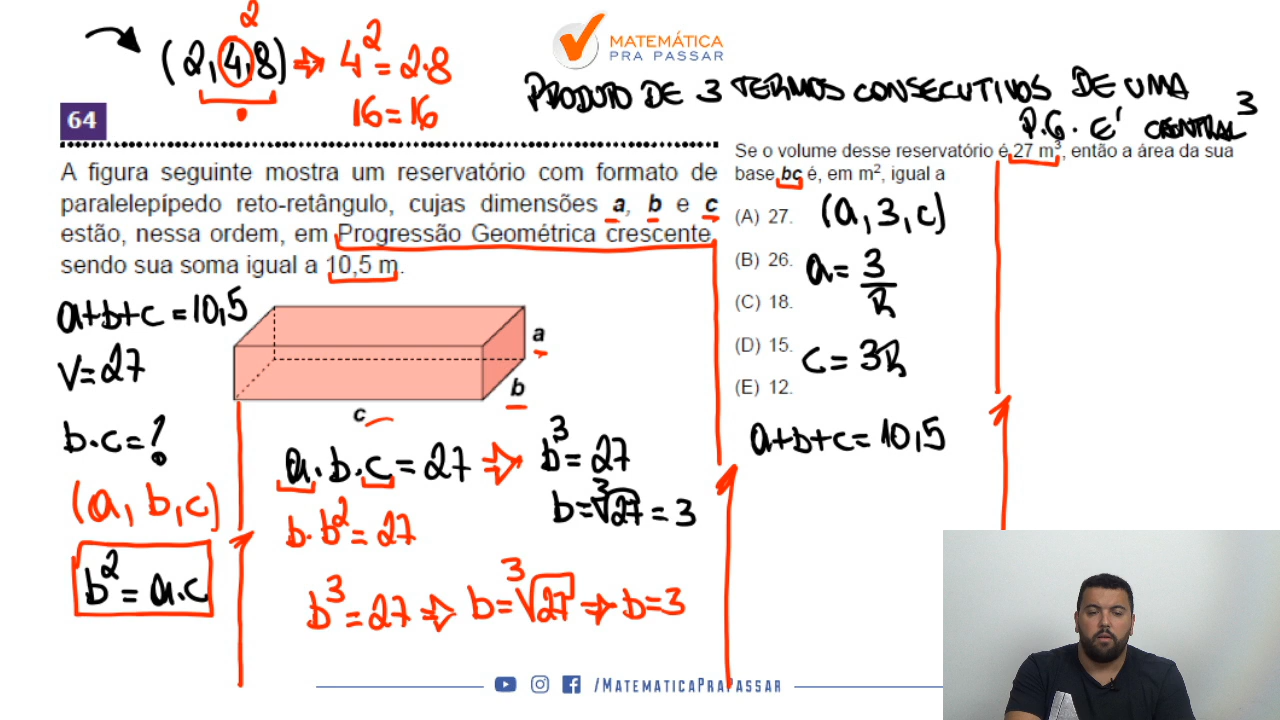 (2, 4, 8)² ⇒ 4² = 2·8
16 = 16
MATEMÁTICA
PRA PASSAR
PRODUTO DE 3 TERMOS CONSECUTIVOS DE UMA
P.G. É CENTRAL³
64
A figura seguinte mostra um reservatório com formato de
paralelepípedo reto-retângulo, cujas dimensões a, b e c
estão, nessa ordem, em Progressão Geométrica crescente,
sendo sua soma igual a 10,5 m.
a+b+c = 10,5
V = 27
b·c = ?
(a, b, c)
b² = a·c
a
b
c
a·b·c = 27 ⇒ b³ = 27
b = ∛27 = 3
b·b² = 27
b³ = 27 ⇒ b = ∛27 ⇒ b = 3
Se o volume desse reservatório é 27 m³, então a área da sua
base bc é, em m², igual a
(A) 27.
(B) 26.
(C) 18.
(D) 15.
(E) 12.
(a, 3, c)
a = 3/R
c = 3R
a+b+c = 10,5
/MatematicaPraPassar